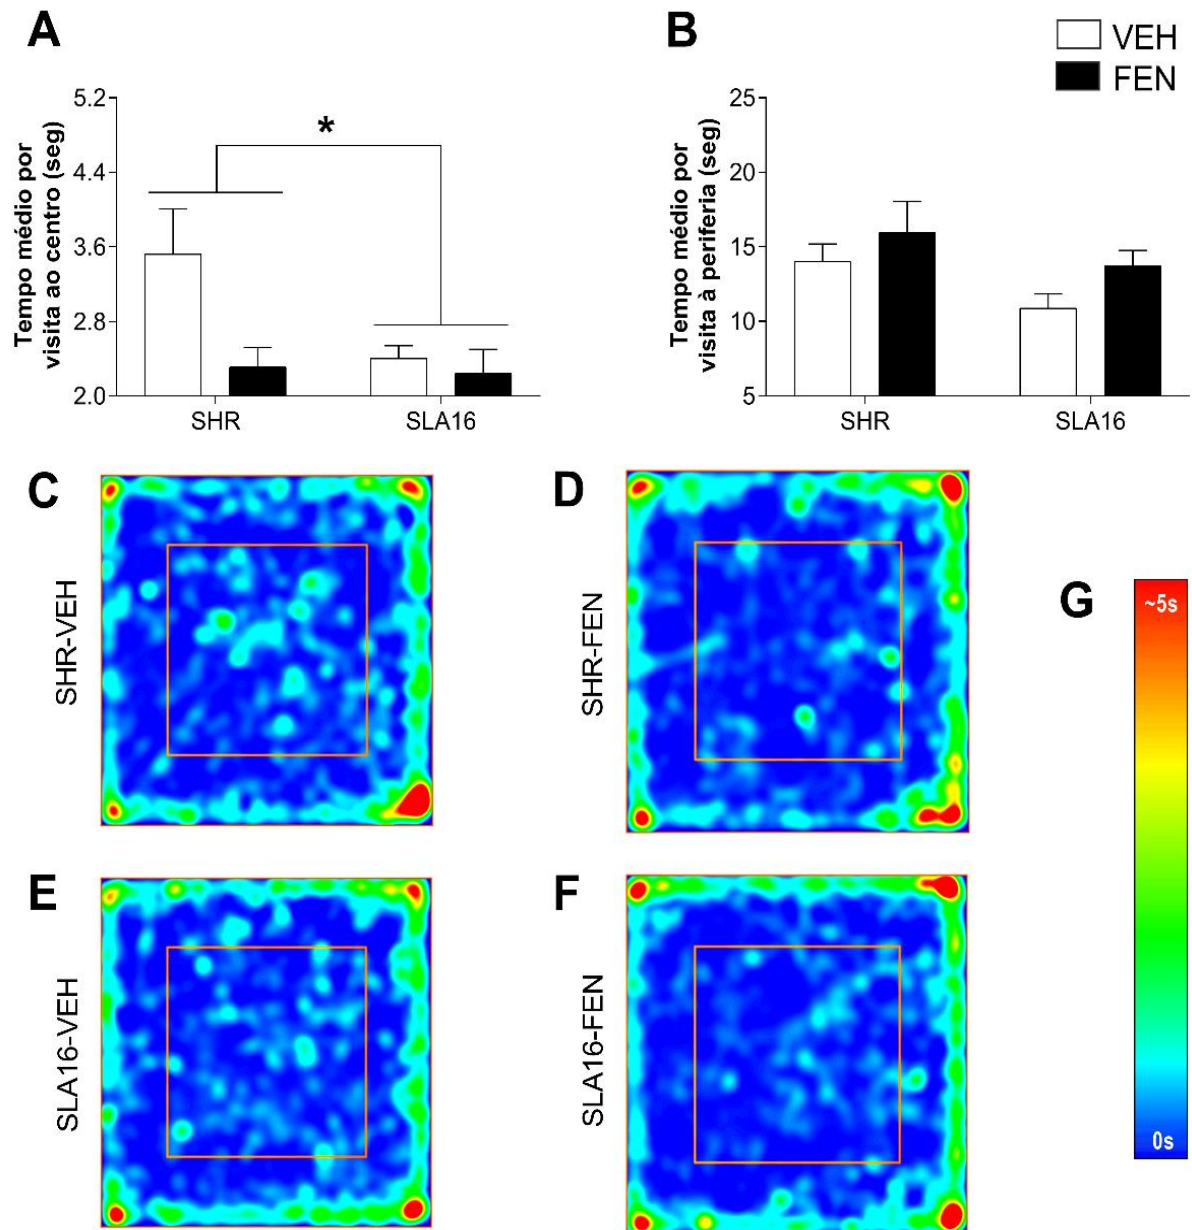 A
Tempo médio por
visita ao centro (seg)
5.2
4.4
3.6
2.8
2.0
*
SHR
SLA16
B
VEH
FEN
Tempo médio por
visita à periferia (seg)
25
20
15
10
5
SHR
SLA16
C
SHR-VEH
D
SHR-FEN
G
~5s
0s
E
SLA16-VEH
F
SLA16-FEN